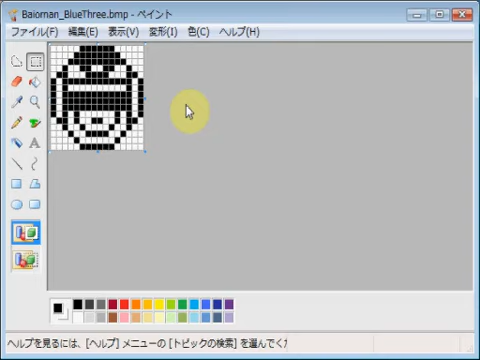 Baioman_BlueThree.bmp - ペイント
ファイル(F) 編集(E) 表示(V) 変形(I) 色(C) ヘルプ(H)
A
ヘルプを見るには、[ヘルプ] メニューの [トピックの検索] を選んでくだ